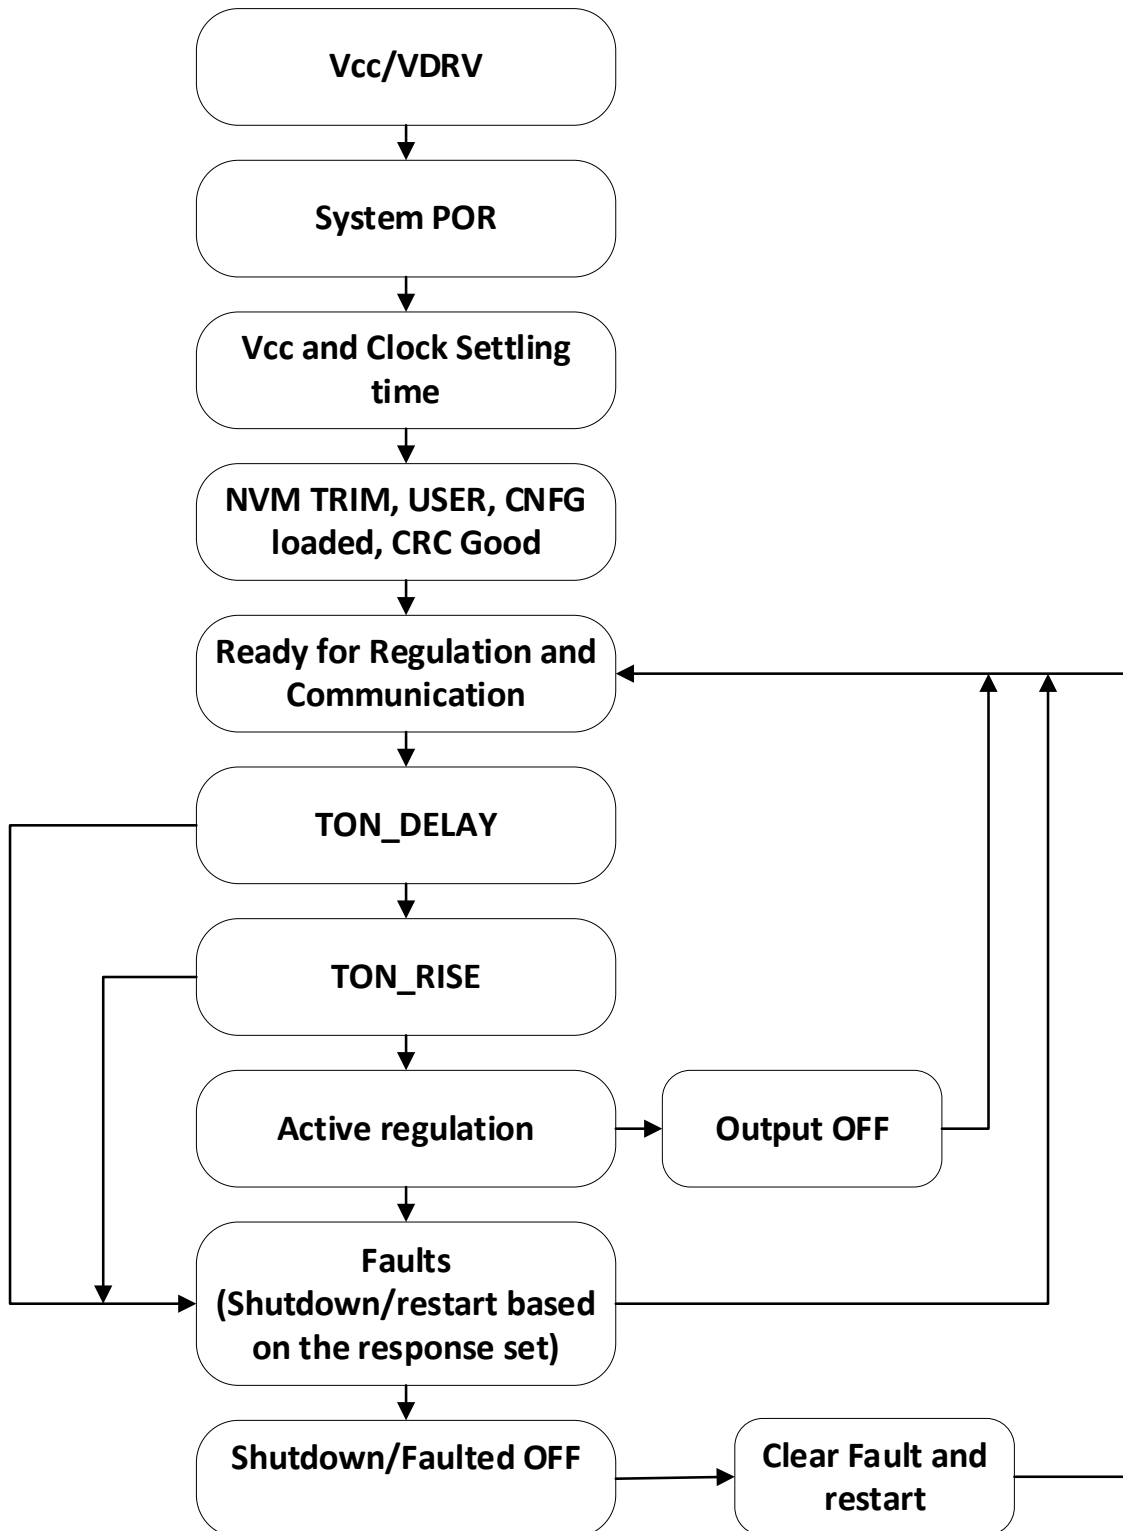 Vcc/VDRV
System POR
Vcc and Clock Settling
time
NVM TRIM, USER, CNFG
loaded, CRC Good
Ready for Regulation and
Communication
TON_DELAY
TON_RISE
Active regulation
Output OFF
Faults
(Shutdown/restart based
on the response set)
Shutdown/Faulted OFF
Clear Fault and
restart